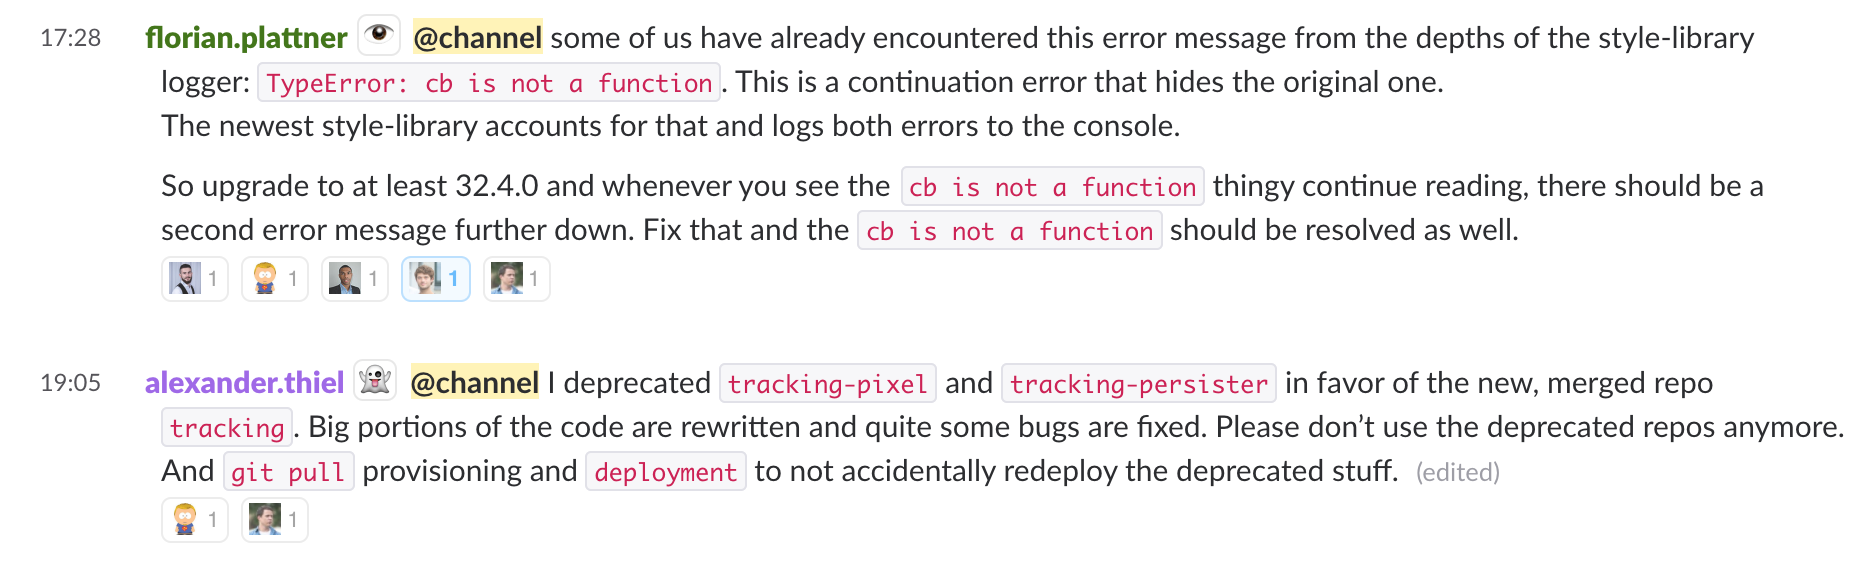 17:28 florian.plattner @channel some of us have already encountered this error message from the depths of the style-library
logger: TypeError: cb is not a function. This is a continuation error that hides the original one.
The newest style-library accounts for that and logs both errors to the console.
So upgrade to at least 32.4.0 and whenever you see the cb is not a function thingy continue reading, there should be a
second error message further down. Fix that and the cb is not a function should be resolved as well.
1 1 1 1 1
19:05 alexander.thiel @channel I deprecated tracking-pixel and tracking-persister in favor of the new, merged repo
tracking. Big portions of the code are rewritten and quite some bugs are fixed. Please don’t use the deprecated repos anymore.
And git pull provisioning and deployment to not accidentally redeploy the deprecated stuff. (edited)
1 1